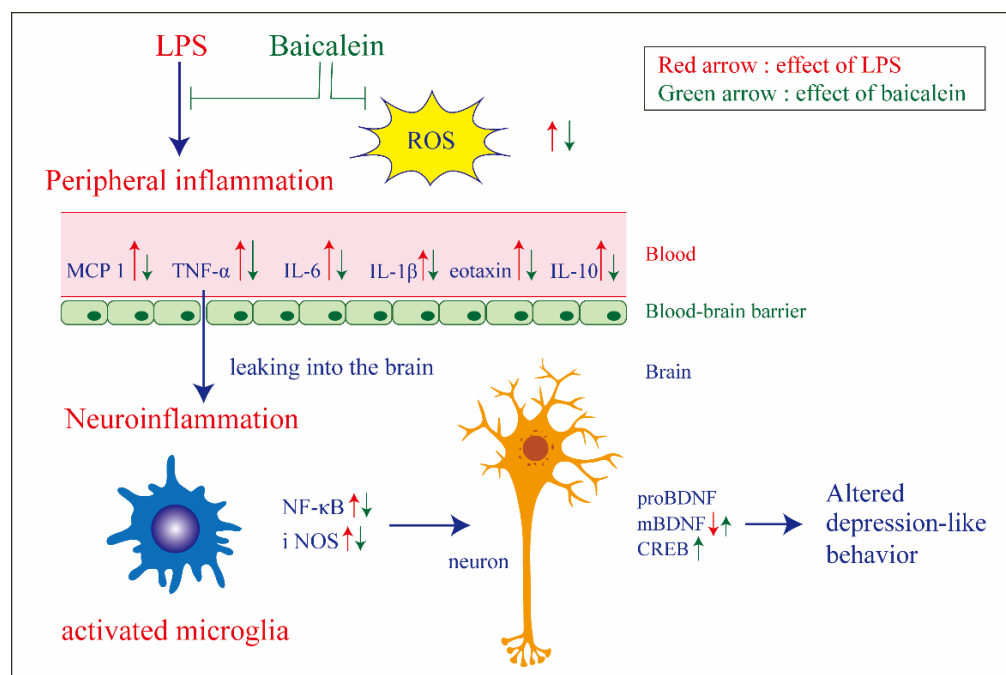 LPS
Baicalein
Red arrow : effect of LPS
Green arrow : effect of baicalein
ROS
Peripheral inflammation
MCP 1 TNF-α IL-6 IL-1β eotaxin IL-10
Blood
Blood-brain barrier
leaking into the brain
Brain
Neuroinflammation
NF-κB
i NOS
neuron
proBDNF
mBDNF
CREB
Altered
depression-like
behavior
activated microglia